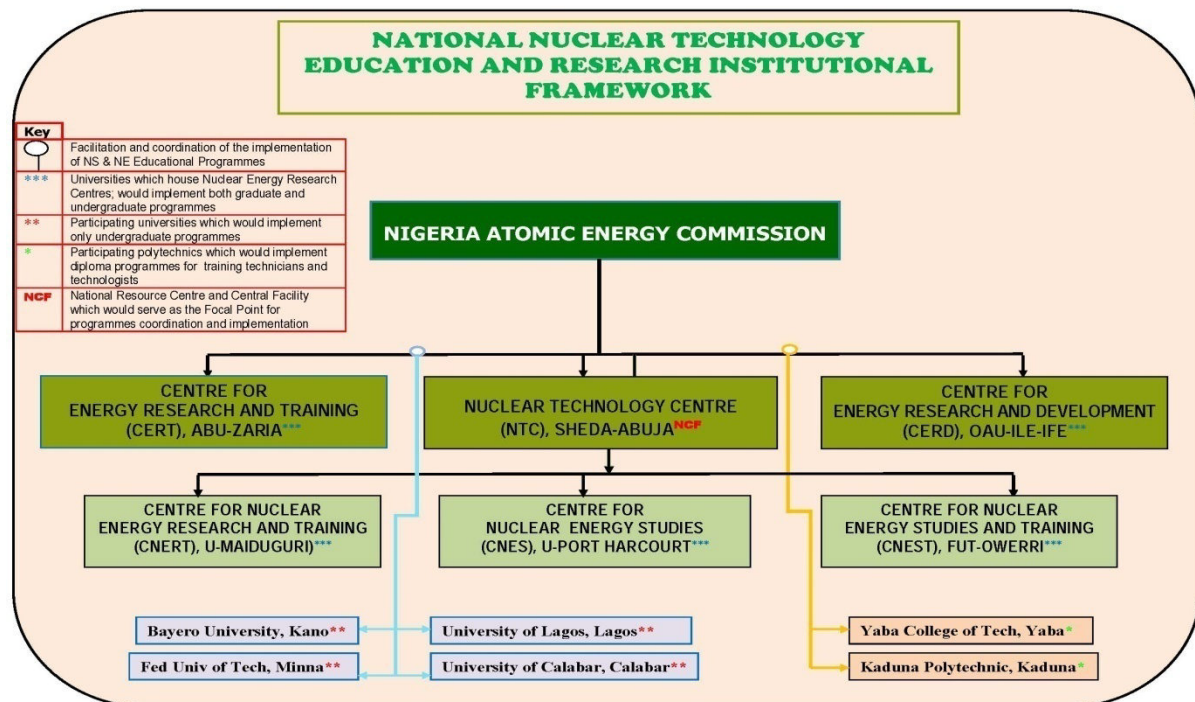 NATIONAL NUCLEAR TECHNOLOGY
EDUCATION AND RESEARCH INSTITUTIONAL
FRAMEWORK
Key
Facilitation and coordination of the implementation
of NS & NE Educational Programmes
*** Universities which house Nuclear Energy Research
Centres; would implement both graduate and
undergraduate programmes
** Participating universities which would implement
only undergraduate programmes
* Participating polytechnics which would implement
diploma programmes for training technicians and
technologists
NCF National Resource Centre and Central Facility
which would serve as the Focal Point for
programmes coordination and implementation
NIGERIA ATOMIC ENERGY COMMISSION
CENTRE FOR
ENERGY RESEARCH AND TRAINING
(CERT), ABU-ZARIA***
NUCLEAR TECHNOLOGY CENTRE
(NTC), SHEDA-ABUJA NCF
CENTRE FOR
ENERGY RESEARCH AND DEVELOPMENT
(CERD), OAU-ILE-IFE***
CENTRE FOR NUCLEAR
ENERGY RESEARCH AND TRAINING
(CNERT), U-MAIDUGURI)***
CENTRE FOR
NUCLEAR ENERGY STUDIES
(CNES), U-PORT HARCOURT***
CENTRE FOR NUCLEAR
ENERGY STUDIES AND TRAINING
(CNEST), FUT-OWERRI***
Bayero University, Kano**
University of Lagos, Lagos**
Yaba College of Tech, Yaba*
Fed Univ of Tech, Minna**
University of Calabar, Calabar**
Kaduna Polytechnic, Kaduna*